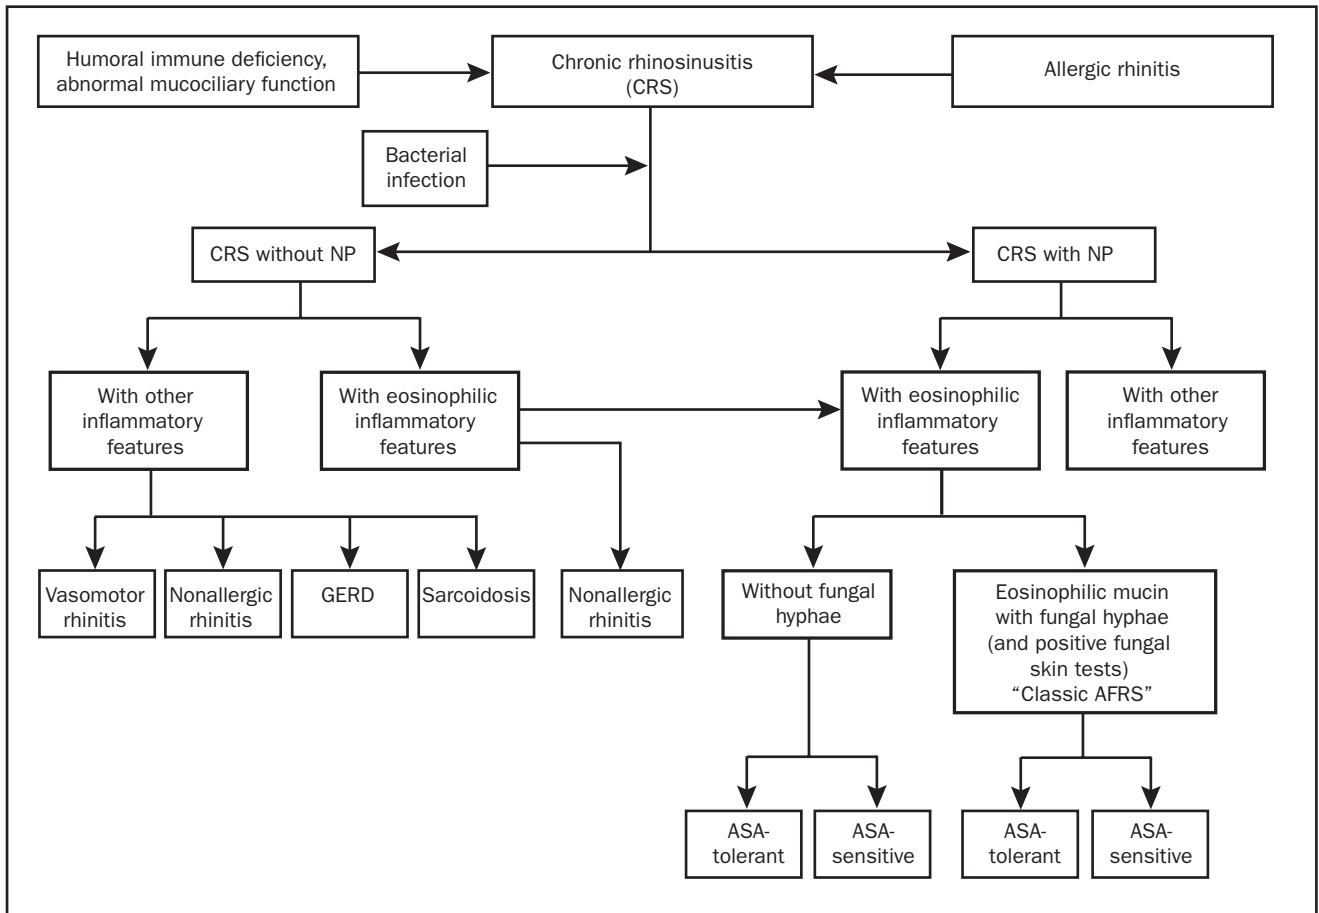 Humoral immune deficiency,
abnormal mucociliary function
Chronic rhinosinusitis
(CRS)
Allergic rhinitis
Bacterial
infection
CRS without NP
CRS with NP
With other
inflammatory
features
With eosinophilic
inflammatory
features
With eosinophilic
inflammatory
features
With other
inflammatory
features
Vasomotor
rhinitis
Nonallergic
rhinitis
GERD
Sarcoidosis
Nonallergic
rhinitis
Without fungal
hyphae
Eosinophilic mucin
with fungal hyphae
(and positive fungal
skin tests)
“Classic AFRS”
ASA-
tolerant
ASA-
sensitive
ASA-
tolerant
ASA-
sensitive